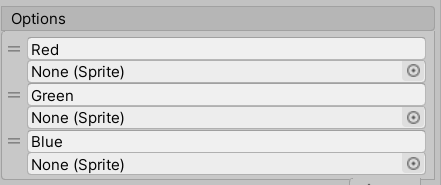 Options
Red
None (Sprite)
Green
None (Sprite)
Blue
None (Sprite)